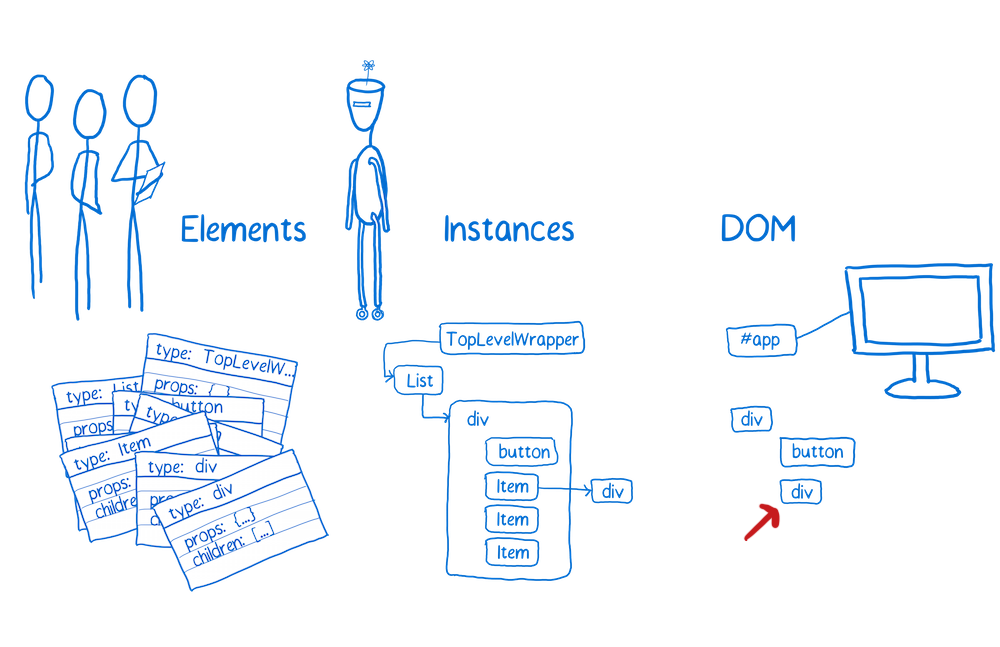 Elements
Instances
DOM
type: TopLevelW...
props: { }
type: List
props
button
type
type: Item
props:
children
type: div
type: div
props: {...}
children: [...]
TopLevelWrapper
List
div
button
Item
div
Item
Item
#app
div
button
div